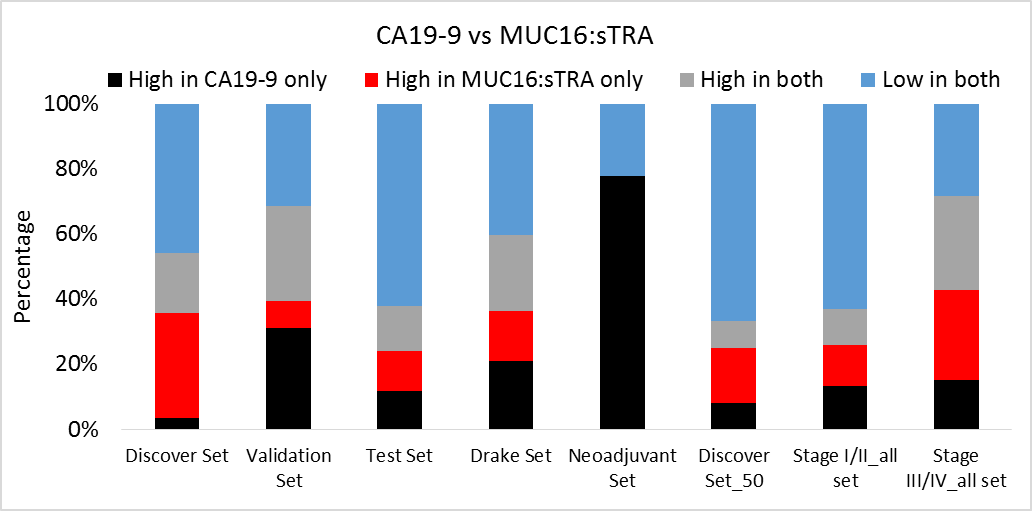 CA19-9 vs MUC16:sTRA
High in CA19-9 only High in MUC16:sTRA only High in both Low in both
Percentage
100%
80%
60%
40%
20%
0%
Discover Set Validation Test Set Drake Set Neoadjuvant Discover Stage I/II_all Stage
Set Set Set_50 set III/IV_all set